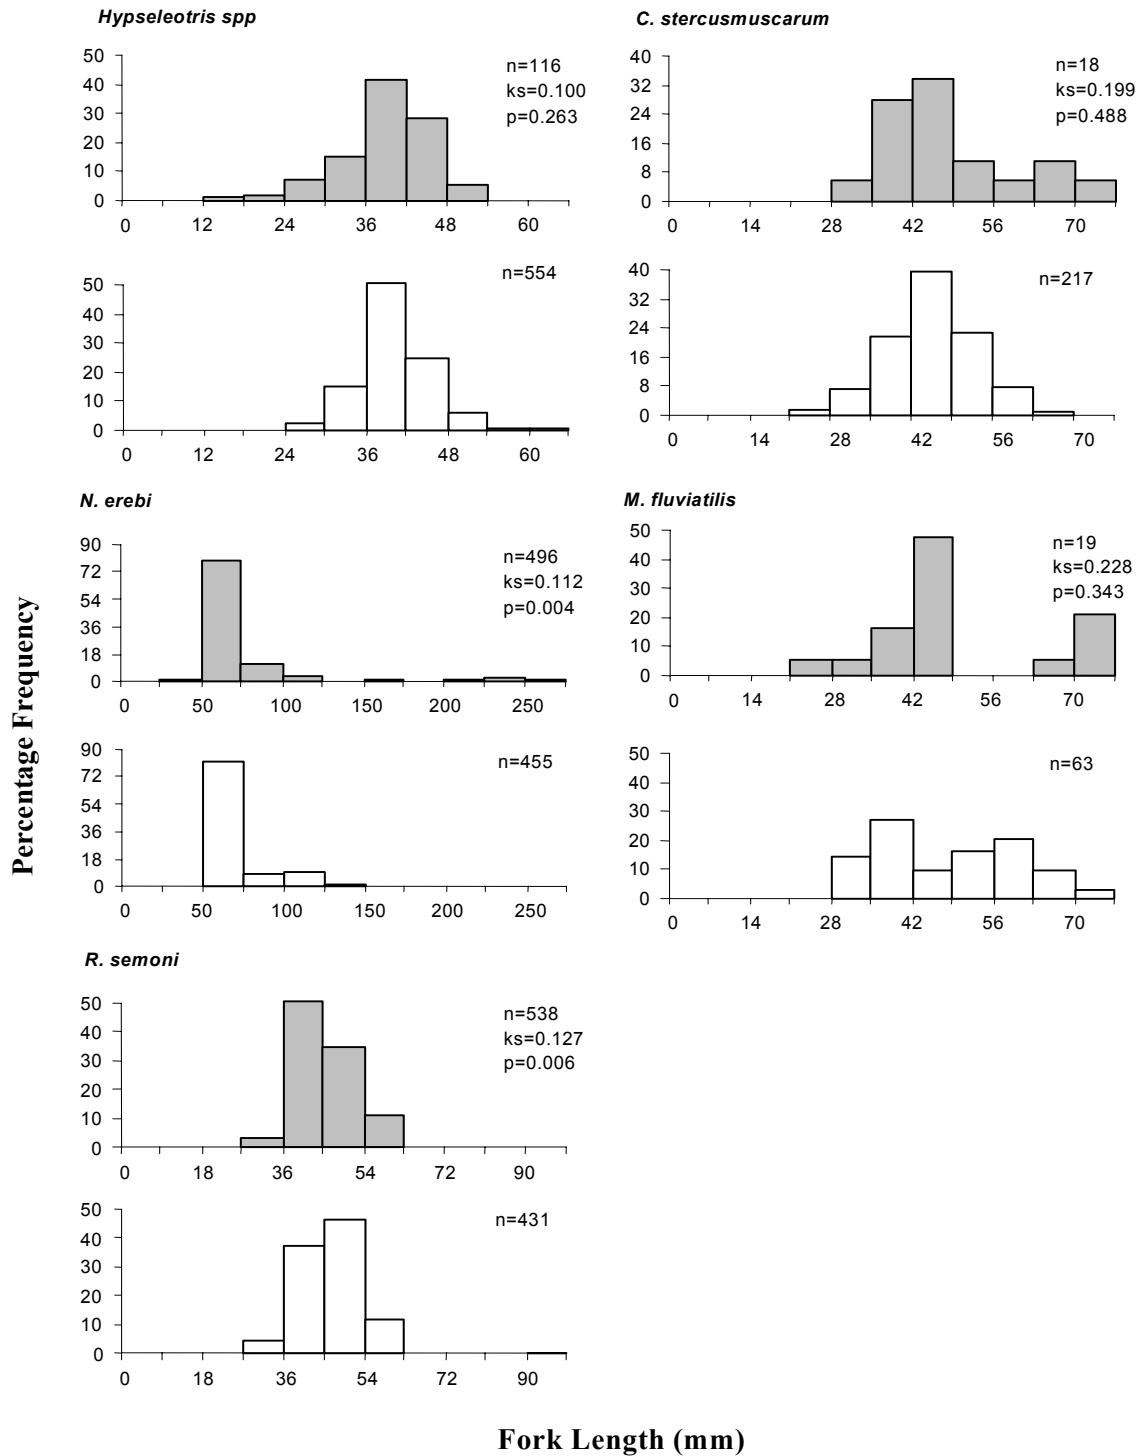 Hypseleotris spp
50
40
30
20
10
0
n=116
ks=0.100
p=0.263
0 12 24 36 48 60
50
40
30
20
10
0
n=554
0 12 24 36 48 60
C. stercusmuscarum
40
32
24
16
8
0
n=18
ks=0.199
p=0.488
0 14 28 42 56 70
40
32
24
16
8
0
n=217
0 14 28 42 56 70
N. erebi
90
72
54
36
18
0
n=496
ks=0.112
p=0.004
0 50 100 150 200 250
90
72
54
36
18
0
n=455
0 50 100 150 200 250
M. fluviatilis
50
40
30
20
10
0
n=19
ks=0.228
p=0.343
0 14 28 42 56 70
50
40
30
20
10
0
n=63
0 14 28 42 56 70
R. semoni
50
40
30
20
10
0
n=538
ks=0.127
p=0.006
0 18 36 54 72 90
50
40
30
20
10
0
n=431
0 18 36 54 72 90
Percentage Frequency
Fork Length (mm)